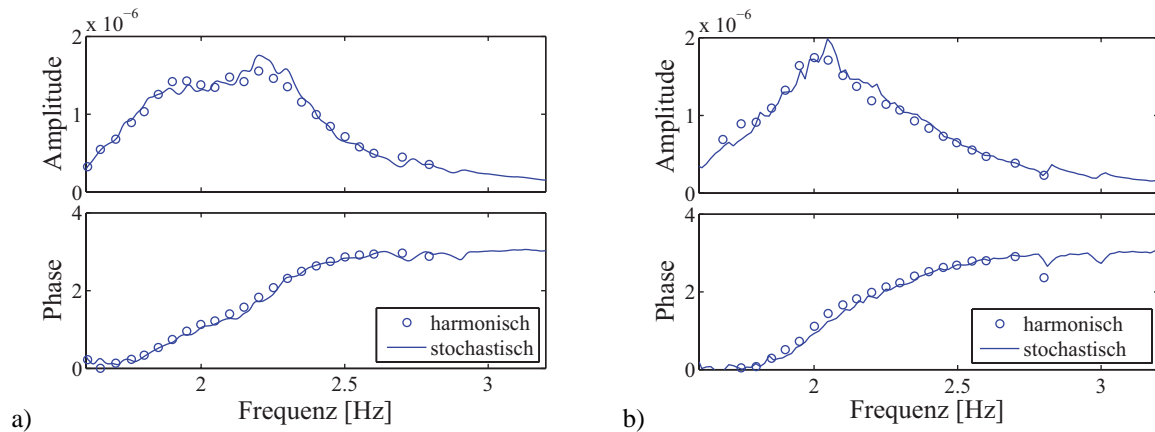 x 10⁻⁶
2
1
0
Amplitude
4
2
0
Phase
harmonisch
stochastisch
2 2.5 3
Frequenz [Hz]
a)
x 10⁻⁶
2
1
0
Amplitude
4
2
0
Phase
harmonisch
stochastisch
2 2.5 3
Frequenz [Hz]
b)